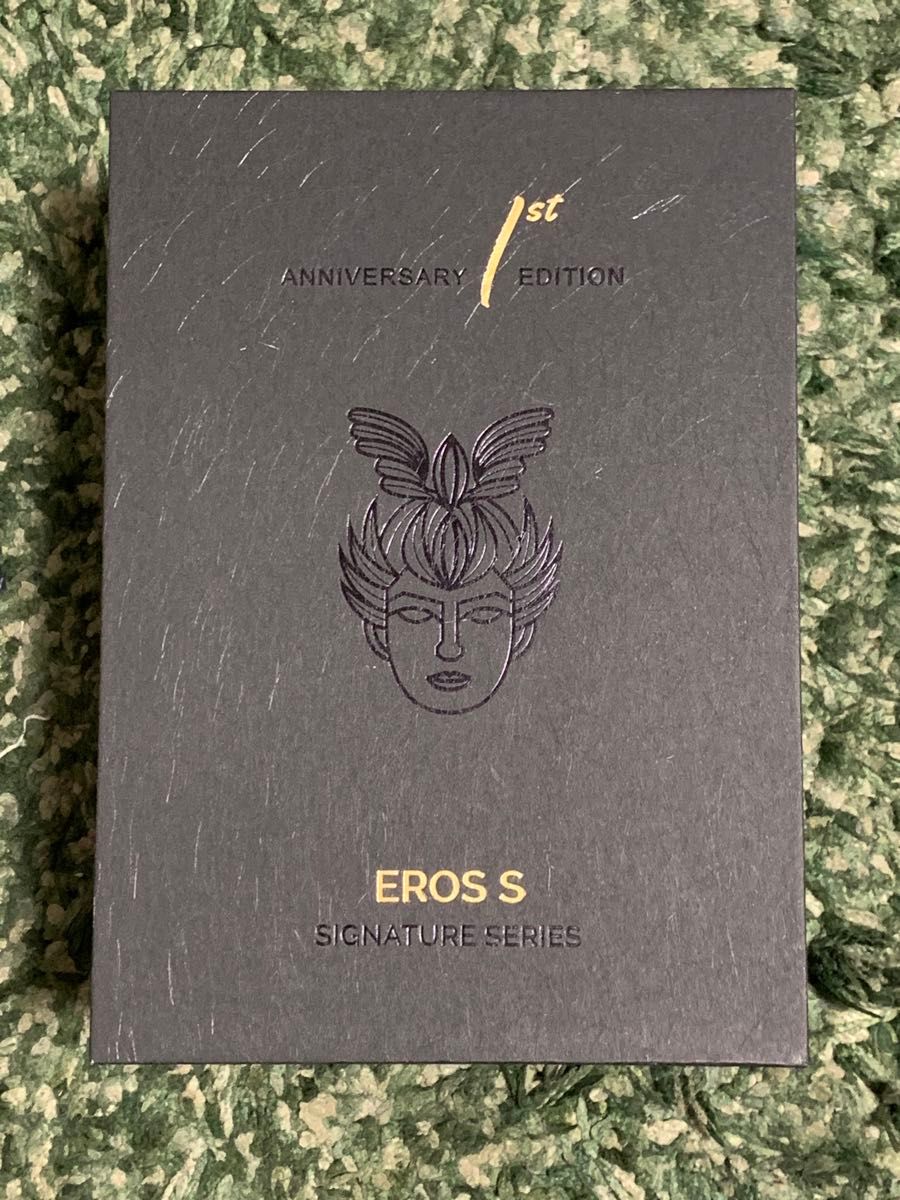 ANNIVERSARY 1st EDITION
EROS S
SIGNATURE SERIES